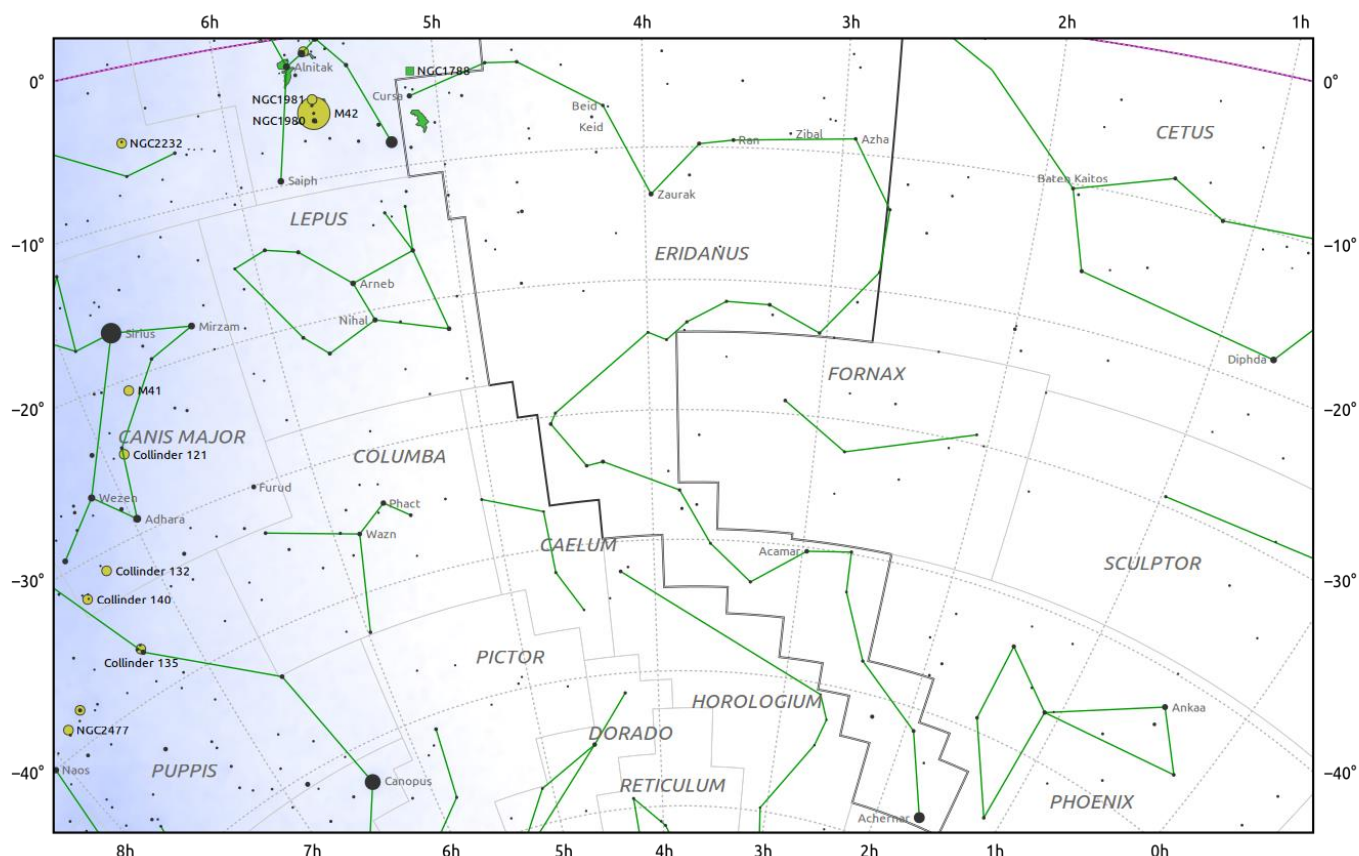 6h 5h 4h 3h 2h 1h
Alnitak
NGC1788
0° 0°
Cursa
NGC1981
M42
Beid
NGC1980
Keid
Zibal
CETUS
NGC2232
Ran
Azha
Saiph
Baten Kaitos
Zaurak
LEPUS
−10° −10°
ERIDANUS
Arneb
Nihal
Sirius
Mirzam
Diphda
FORNAX
M41
−20° −20°
CANIS MAJOR
Collinder 121
COLUMBA
Furud
Wezen
Phact
Adhara
Wazn
CAELUM
Acamar
SCULPTOR
Collinder 132
−30° −30°
Collinder 140
PICTOR
Collinder 135
HOROLOGIUM
Ankaa
NGC2477
DORADO
Naos
PUPPIS
−40° −40°
Canopus
RETICULUM
PHOENIX
Achernar
8h 7h 6h 5h 4h 3h 2h 1h 0h